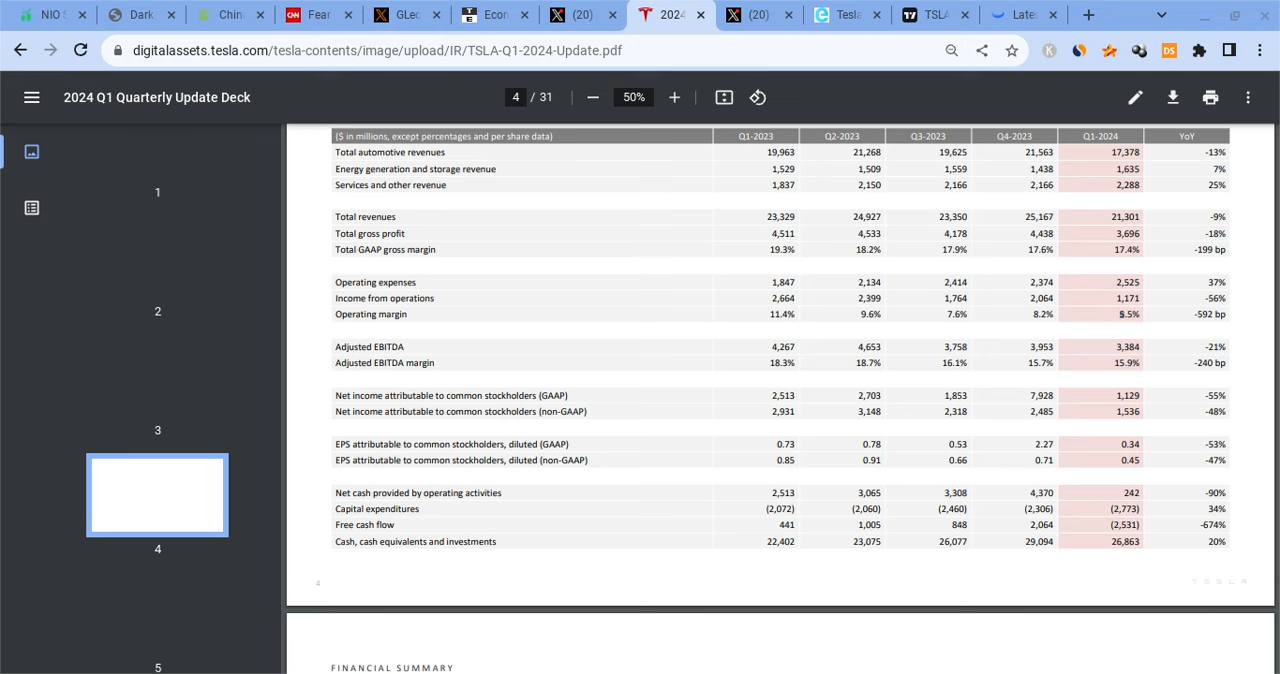 NIO S
Dark
Chin
Fear
GLec
Econ
(20)
2024
(20)
Tesla
TSLA
Lates
digitalassets.tesla.com/tesla-contents/image/upload/IR/TSLA-Q1-2024-Update.pdf
2024 Q1 Quarterly Update Deck
4 / 31
50%
1
2
3
4
5
($ in millions, except percentages and per share data) Q1-2023 Q2-2023 Q3-2023 Q4-2023 Q1-2024 YoY
Total automotive revenues 19,963 21,268 19,625 21,563 17,378 -13%
Energy generation and storage revenue 1,529 1,509 1,559 1,438 1,635 7%
Services and other revenue 1,837 2,150 2,166 2,166 2,288 25%
Total revenues 23,329 24,927 23,350 25,167 21,301 -9%
Total gross profit 4,511 4,533 4,178 4,438 3,696 -18%
Total GAAP gross margin 19.3% 18.2% 17.9% 17.6% 17.4% -199 bp
Operating expenses 1,847 2,134 2,414 2,374 2,525 37%
Income from operations 2,664 2,399 1,764 2,064 1,171 -56%
Operating margin 11.4% 9.6% 7.6% 8.2% 5.5% -592 bp
Adjusted EBITDA 4,267 4,653 3,758 3,953 3,384 -21%
Adjusted EBITDA margin 18.3% 18.7% 16.1% 15.7% 15.9% -240 bp
Net income attributable to common stockholders (GAAP) 2,513 2,703 1,853 7,928 1,129 -55%
Net income attributable to common stockholders (non-GAAP) 2,931 3,148 2,318 2,485 1,536 -48%
EPS attributable to common stockholders, diluted (GAAP) 0.73 0.78 0.53 2.27 0.34 -53%
EPS attributable to common stockholders, diluted (non-GAAP) 0.85 0.91 0.66 0.71 0.45 -47%
Net cash provided by operating activities 2,513 3,065 3,308 4,370 242 -90%
Capital expenditures (2,072) (2,060) (2,460) (2,306) (2,773) 34%
Free cash flow 441 1,005 848 2,064 (2,531) -674%
Cash, cash equivalents and investments 22,402 23,075 26,077 29,094 26,863 20%
4
TESLA
FINANCIAL SUMMARY